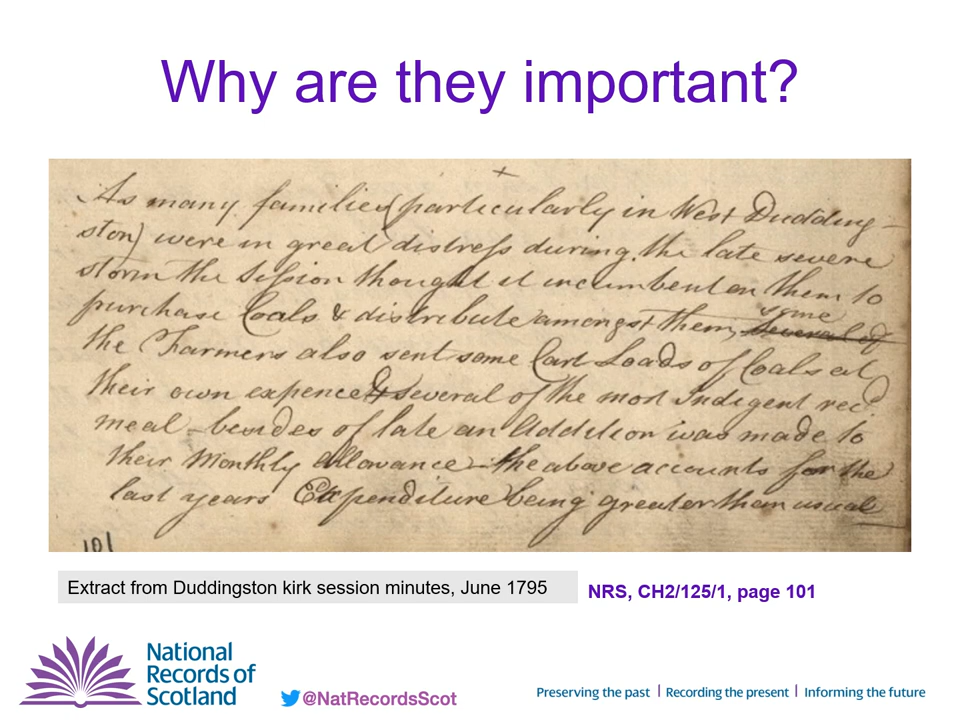 Why are they important?
As many families (particularly in West Dudding-
ston) were in great distress during the late severe
storm the Session thought it incumbent on them to
purchase Coals & distribute amongst them, some
several of
the Farmers also sent some Cart Loads of Coals at
their own expence & several of the most Indigent recd.
meal - besides of late an Addition was made to
their Monthly Allowance - the above accounts for the
last years Expenditure being greater than usual
101
Extract from Duddingston kirk session minutes, June 1795
NRS, CH2/125/1, page 101
National
Records of
Scotland
@NatRecordsScot
Preserving the past | Recording the present | Informing the future